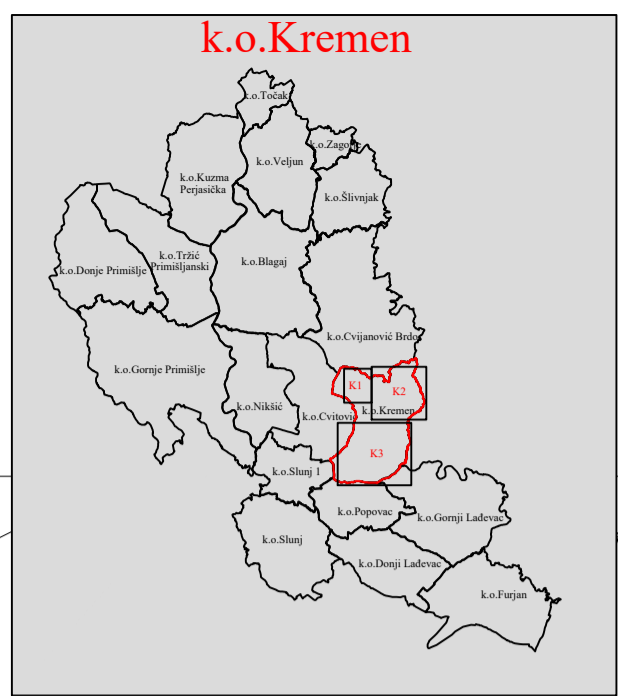 k.o.Kremen
k.o.Točak
k.o.Zagorje
k.o.Veljun
k.o.Kuzma
Perjasička
k.o.Šlivnjak
k.o.Tržić
Primišljanski
k.o.Blagaj
k.o.Donje Primišlje
k.o.Cvijanović Brdo
k.o.Gornje Primišlje
K1
K2
k.o.Nikšić
k.o.Cvitović
k.o.Kremen
K3
k.o.Slunj 1
k.o.Popovac
k.o.Gornji Lađevac
k.o.Slunj
k.o.Donji Lađevac
k.o.Furjan